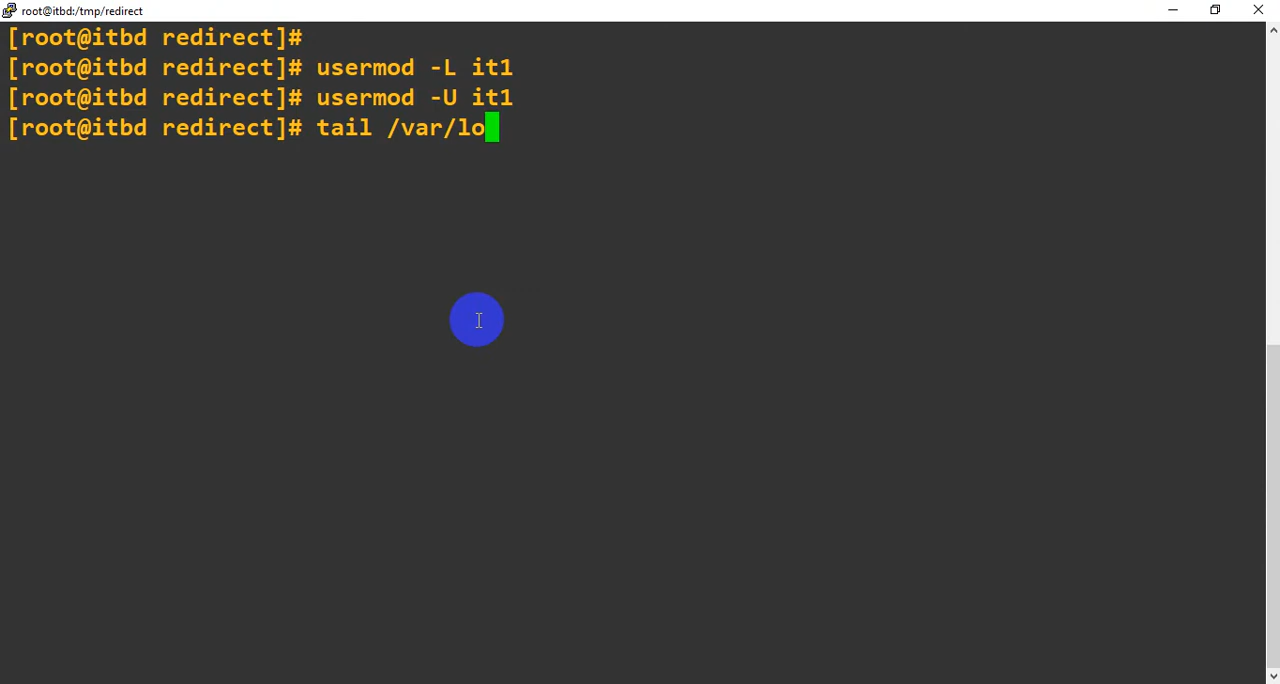 root@itbd:/tmp/redirect
[root@itbd redirect]#
[root@itbd redirect]# usermod -L it1
[root@itbd redirect]# usermod -U it1
[root@itbd redirect]# tail /var/lo